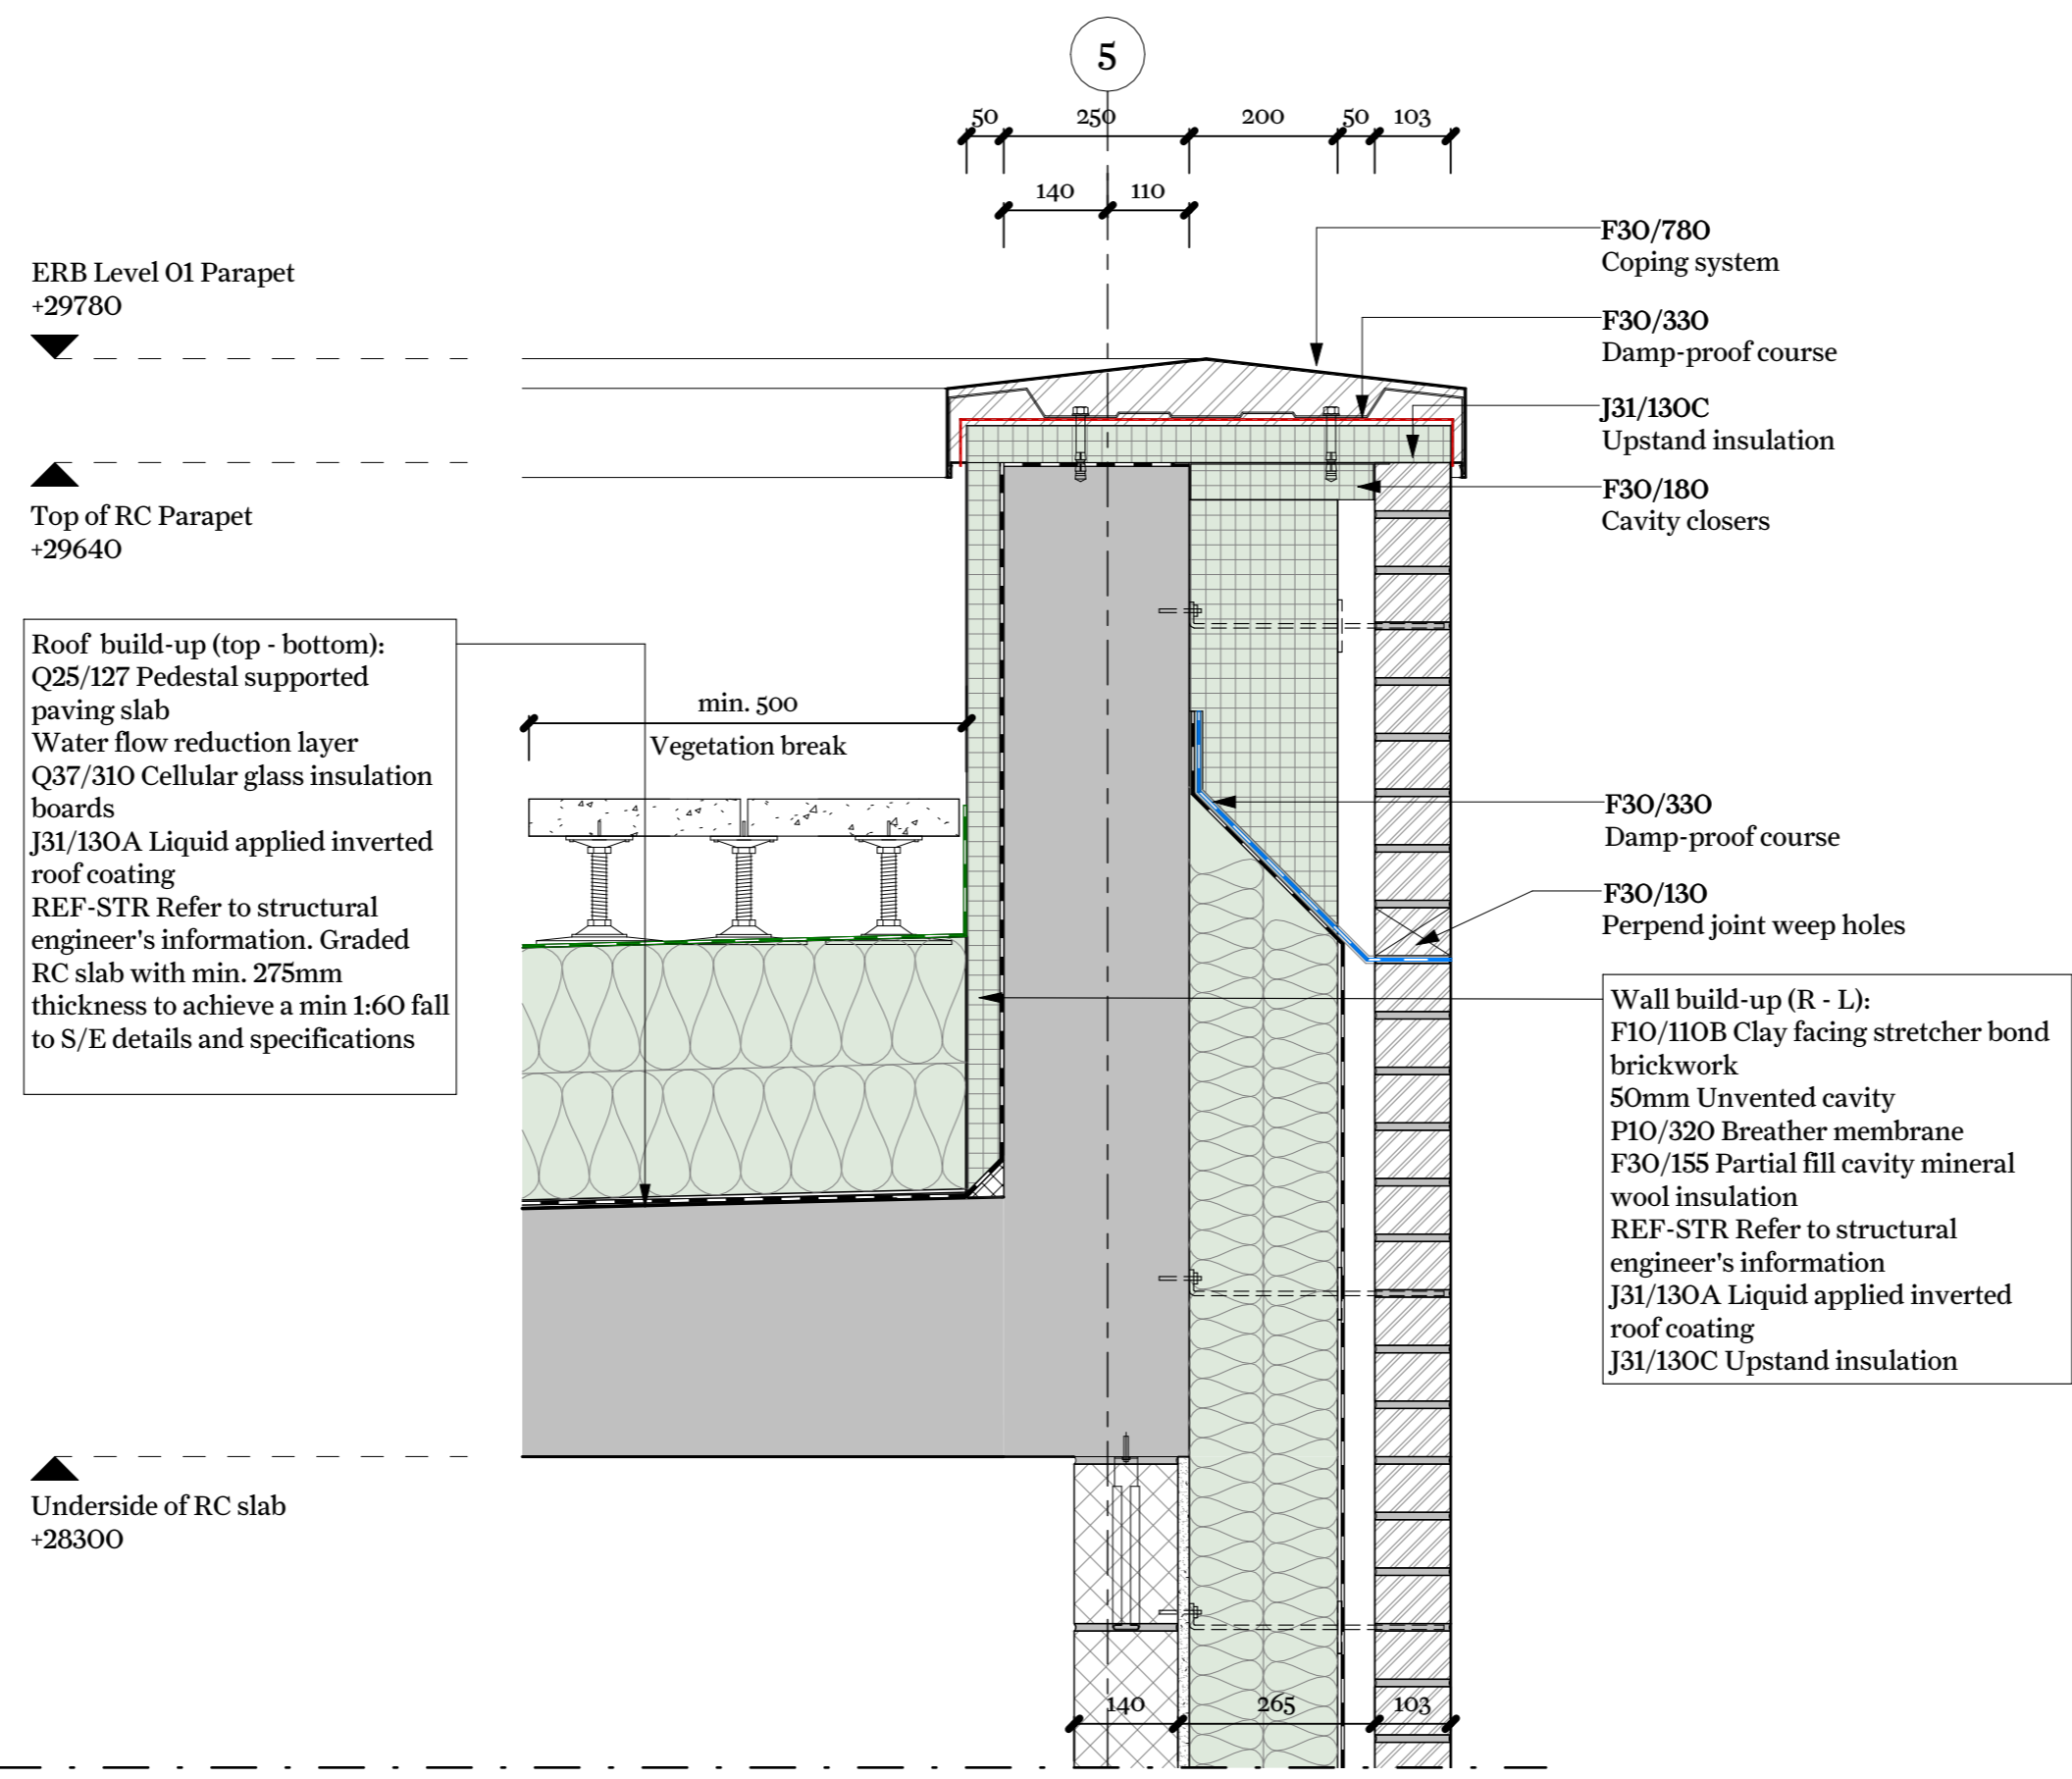 5
50 250 200 50 103
140 110
ERB Level 01 Parapet
+29780
Top of RC Parapet
+29640
F30/780
Coping system
F30/330
Damp-proof course
J31/130C
Upstand insulation
F30/180
Cavity closers
Roof build-up (top - bottom):
Q25/127 Pedestal supported
paving slab
Water flow reduction layer
Q37/310 Cellular glass insulation
boards
J31/130A Liquid applied inverted
roof coating
REF-STR Refer to structural
engineer's information. Graded
RC slab with min. 275mm
thickness to achieve a min 1:60 fall
to S/E details and specifications
min. 500
Vegetation break
F30/330
Damp-proof course
F30/130
Perpend joint weep holes
Wall build-up (R - L):
F10/110B Clay facing stretcher bond
brickwork
50mm Unvented cavity
P10/320 Breather membrane
F30/155 Partial fill cavity mineral
wool insulation
REF-STR Refer to structural
engineer's information
J31/130A Liquid applied inverted
roof coating
J31/130C Upstand insulation
Underside of RC slab
+28300
140 265 103